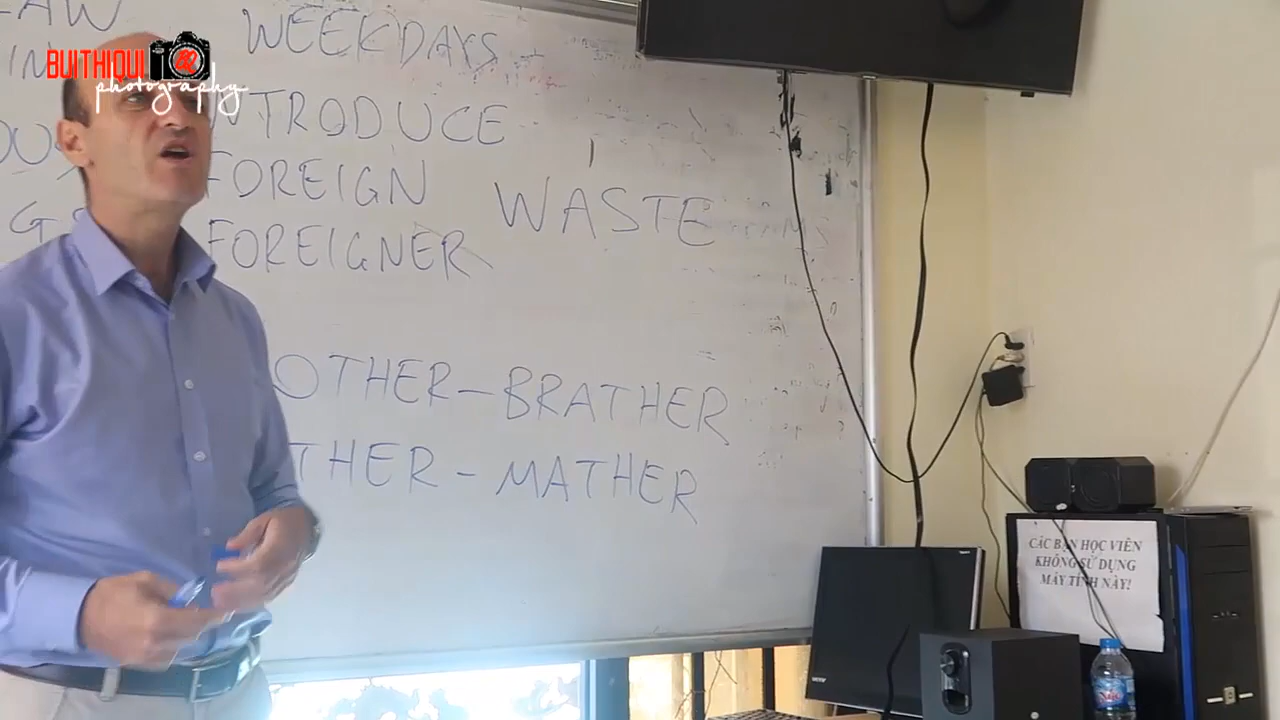 BUITHIQUI
photography
LAW WEEKDAYS
INTRODUCE
FOREIGN WASTE
FOREIGNER
OTHER-BRATHER
THER-MATHER
CÁC BẠN HỌC VIÊN
KHÔNG SỬ DỤNG
MÁY TÍNH NÀY!